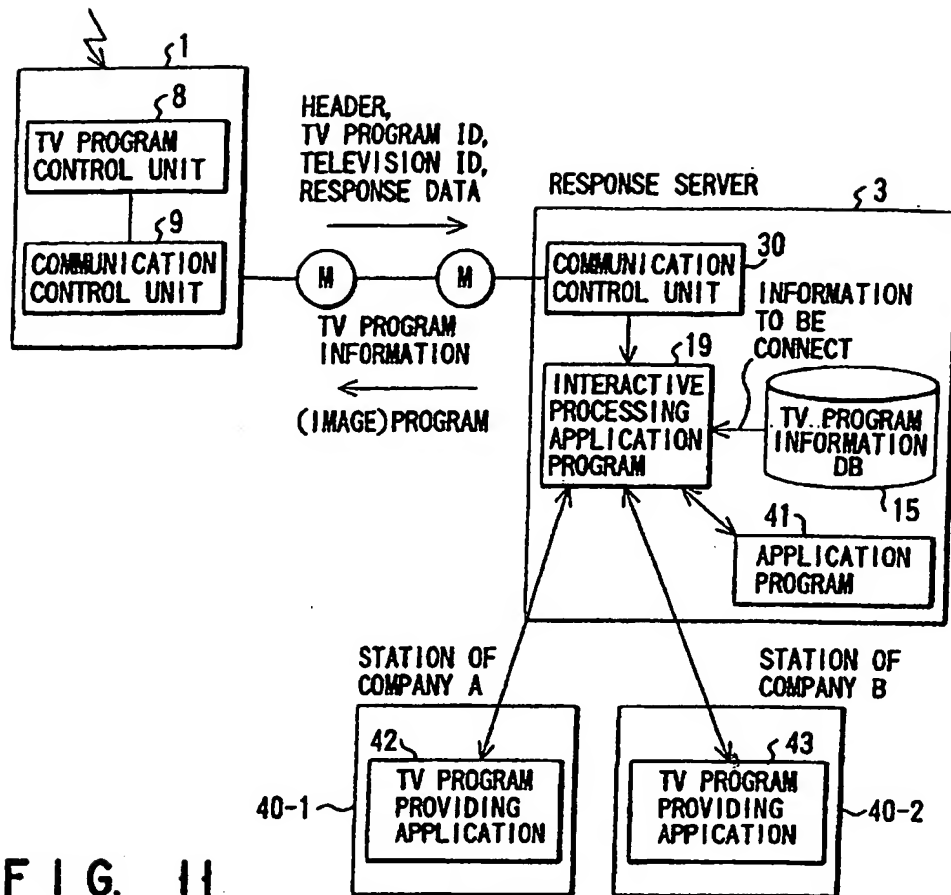 1
8
TV PROGRAM
CONTROL UNIT
9
COMMUNICATION
CONTROL UNIT
HEADER,
TV PROGRAM ID,
TELEVISION ID,
RESPONSE DATA
M
M
TV PROGRAM
INFORMATION
(IMAGE)PROGRAM
RESPONSE SERVER
3
COMMUNICATION
CONTROL UNIT
30
INFORMATION
TO BE
CONNECT
19
INTERACTIVE
PROCESSING
APPLICATION
PROGRAM
TV PROGRAM
INFORMATION
DB
15
41
APPLICATION
PROGRAM
STATION OF
COMPANY A
42
TV PROGRAM
PROVIDING
APPLICATION
40-1
STATION OF
COMPANY B
43
TV PROGRAM
PROVIDING
APPICATION
40-2
FIG. 11